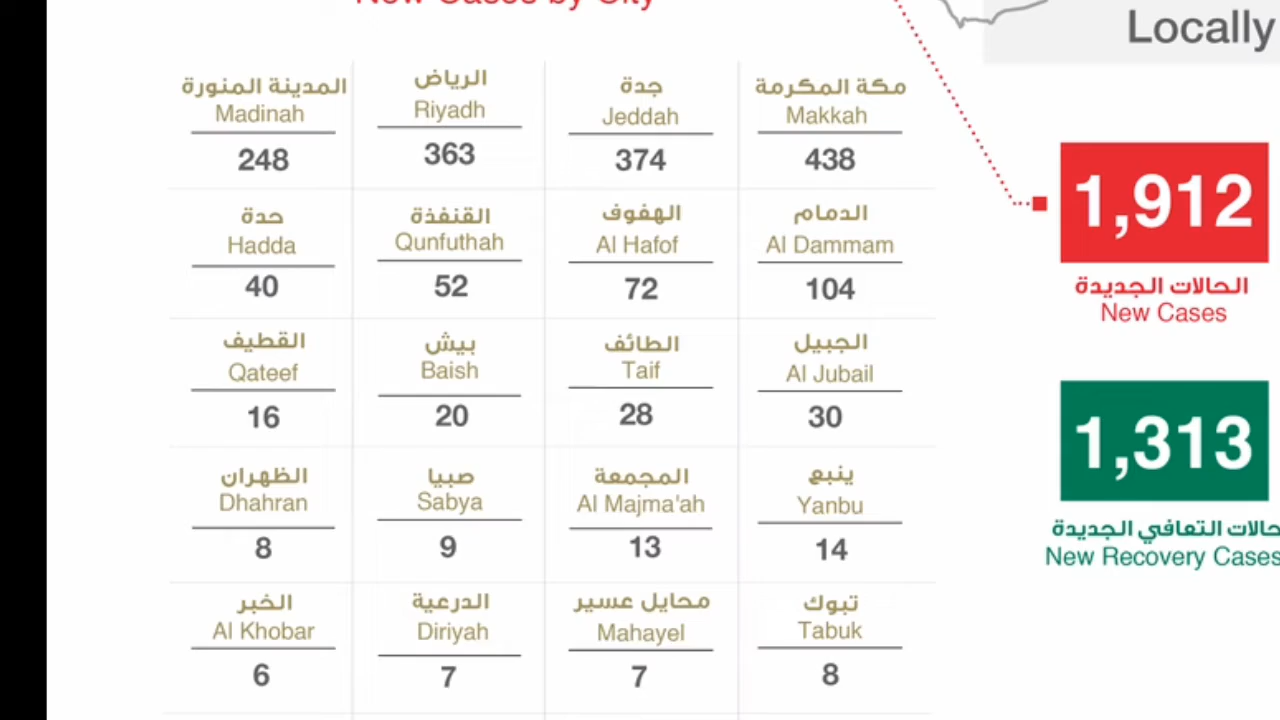 New Cases by City
Locally
مكة المكرمة
Makkah
438
جدة
Jeddah
374
الرياض
Riyadh
363
المدينة المنورة
Madinah
248
الدمام
Al Dammam
104
الهفوف
Al Hafof
72
القنفذة
Qunfuthah
52
حدة
Hadda
40
الجبيل
Al Jubail
30
الطائف
Taif
28
بيش
Baish
20
القطيف
Qateef
16
ينبع
Yanbu
14
المجمعة
Al Majma'ah
13
صبيا
Sabya
9
الظهران
Dhahran
8
تبوك
Tabuk
8
محايل عسير
Mahayel
7
الدرعية
Diriyah
7
الخبر
Al Khobar
6
1,912
الحالات الجديدة
New Cases
1,313
حالات التعافي الجديدة
New Recovery Cases